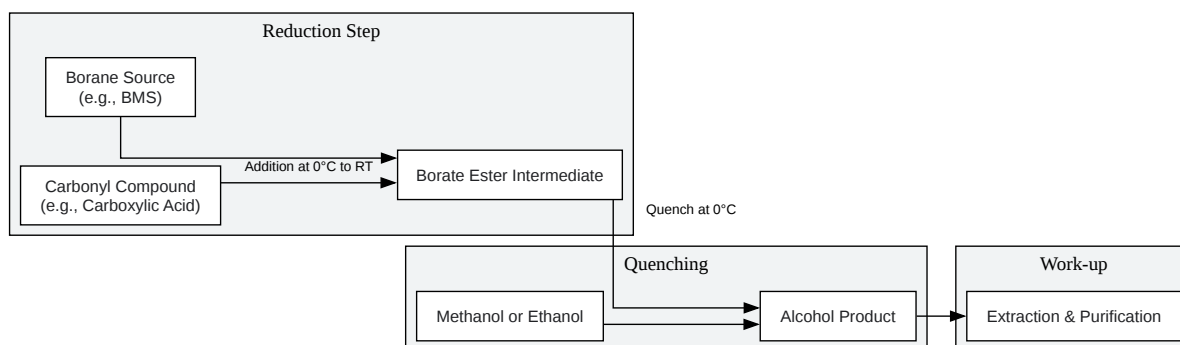 Reduction Step
Borane Source
(e.g., BMS)
Addition at 0°C to RT
Carbonyl Compound
(e.g., Carboxylic Acid)
Borate Ester Intermediate
Quench at 0°C
Quenching
Work-up
Methanol or Ethanol
Alcohol Product
Extraction & Purification